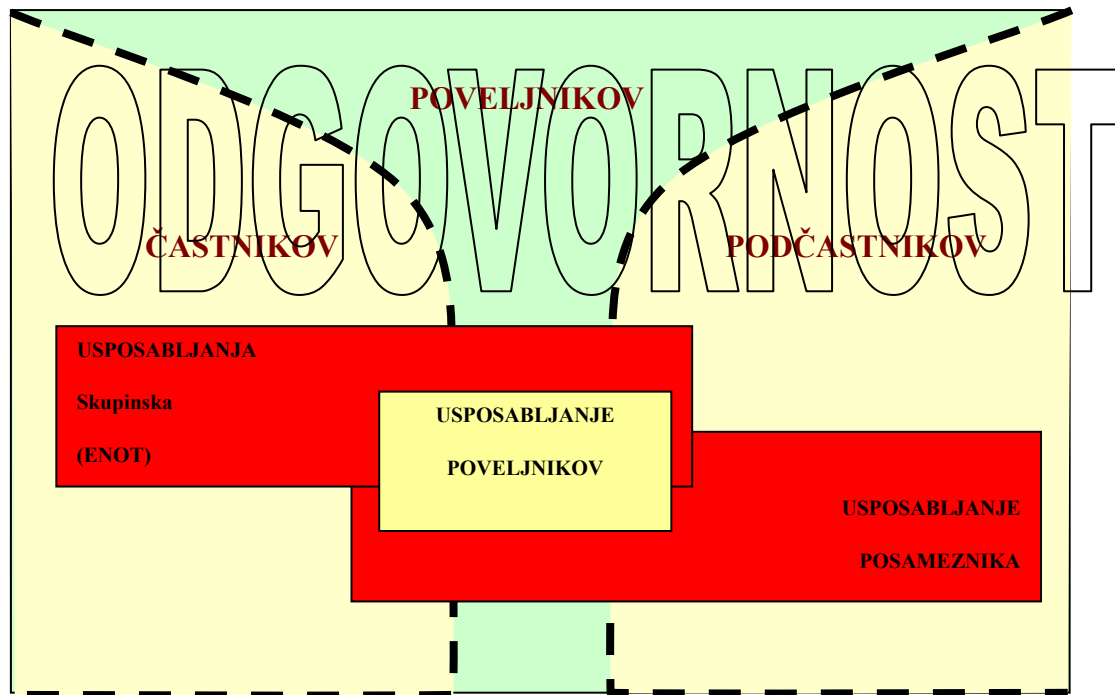 ODGOVORNOST
POVELJNIKOV
ČASTNIKOV
PODČASTNIKOV
USPOSABLJANJA
Skupinska
(ENOT)
USPOSABLJANJE
POVELJNIKOV
USPOSABLJANJE
POSAMEZNIKA